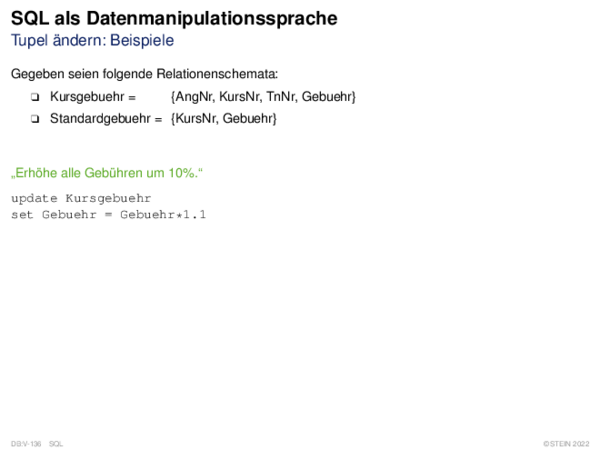 SQL als Datenmanipulationssprache
Tupel ändern: Beispiele
Gegeben seien folgende Relationenschemata:
❑ Kursgebuehr = {AngNr, KursNr, TnNr, Gebuehr}
❑ Standardgebuehr = {KursNr, Gebuehr}
„Erhöhe alle Gebühren um 10%.“
update Kursgebuehr
set Gebuehr = Gebuehr*1.1
DB:V-136 SQL ©STEIN 2022